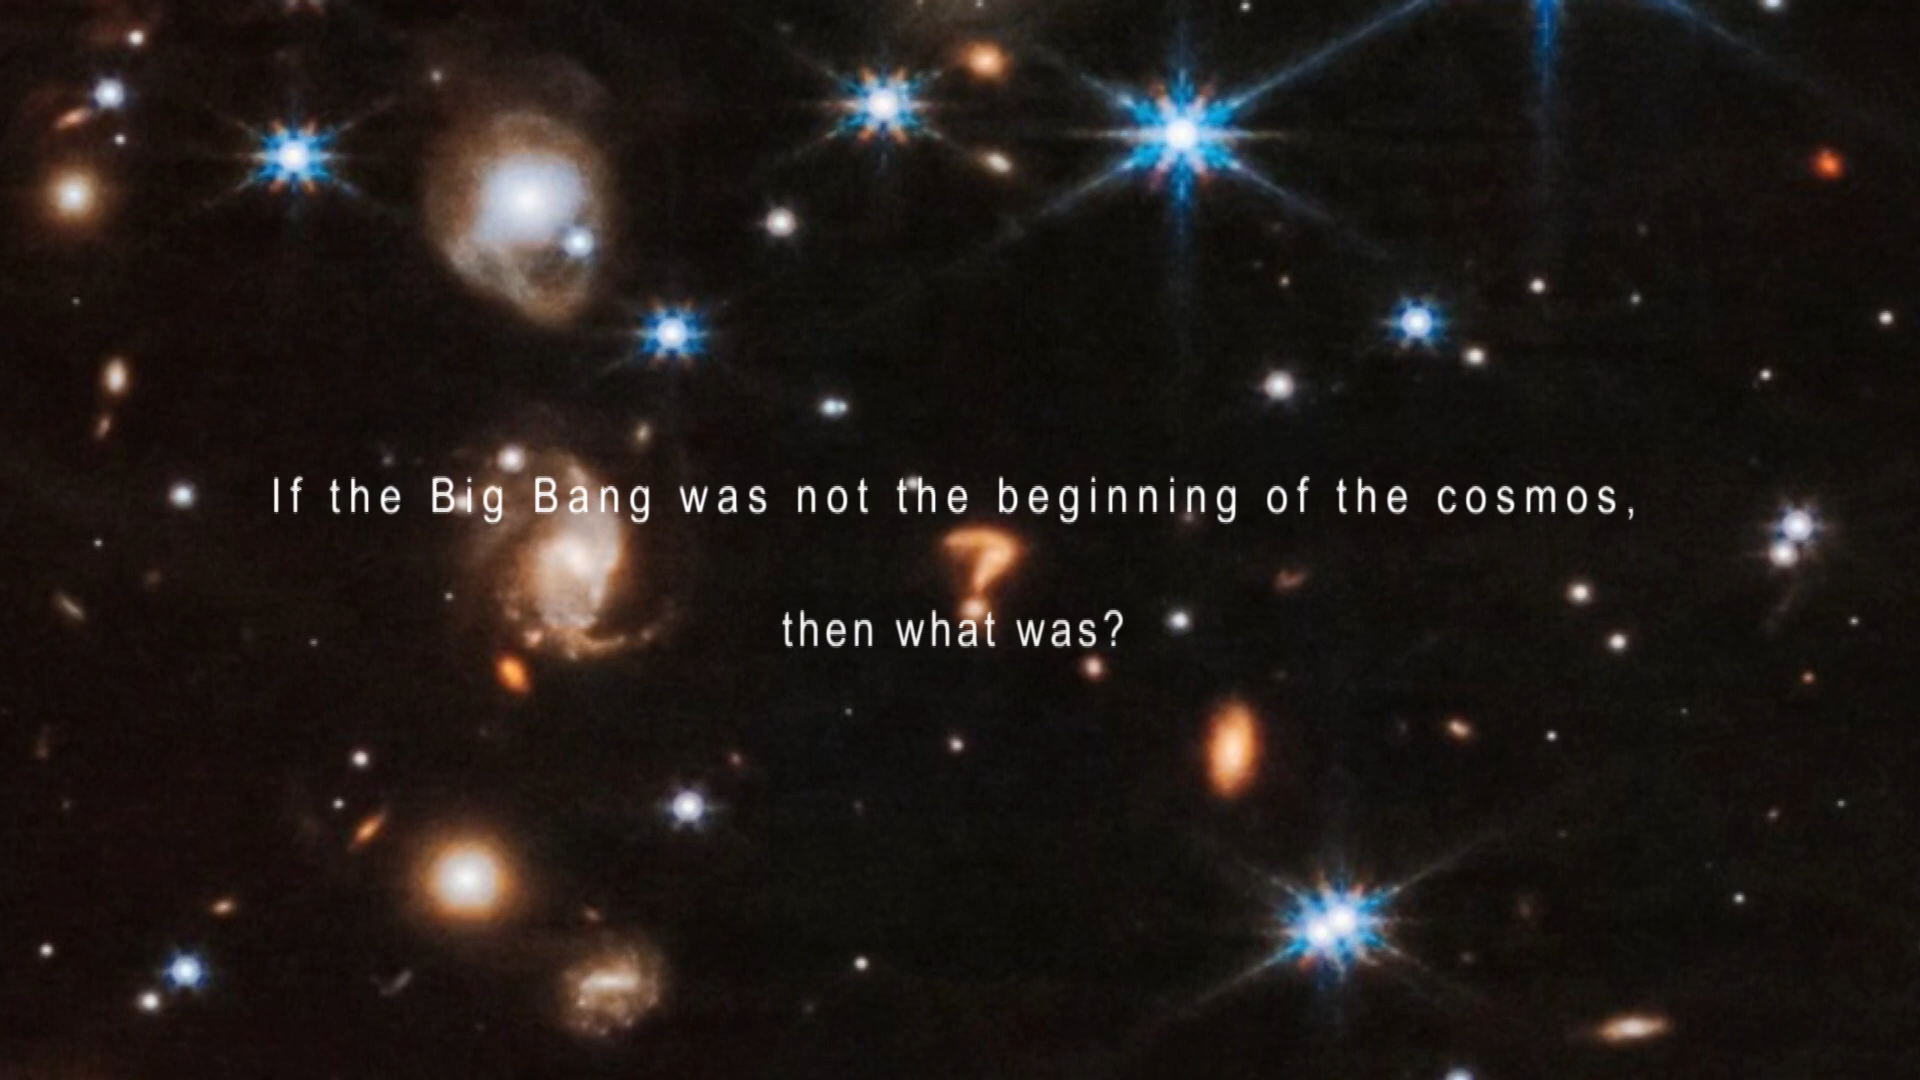 If the Big Bang was not the beginning of the cosmos,
then what was?